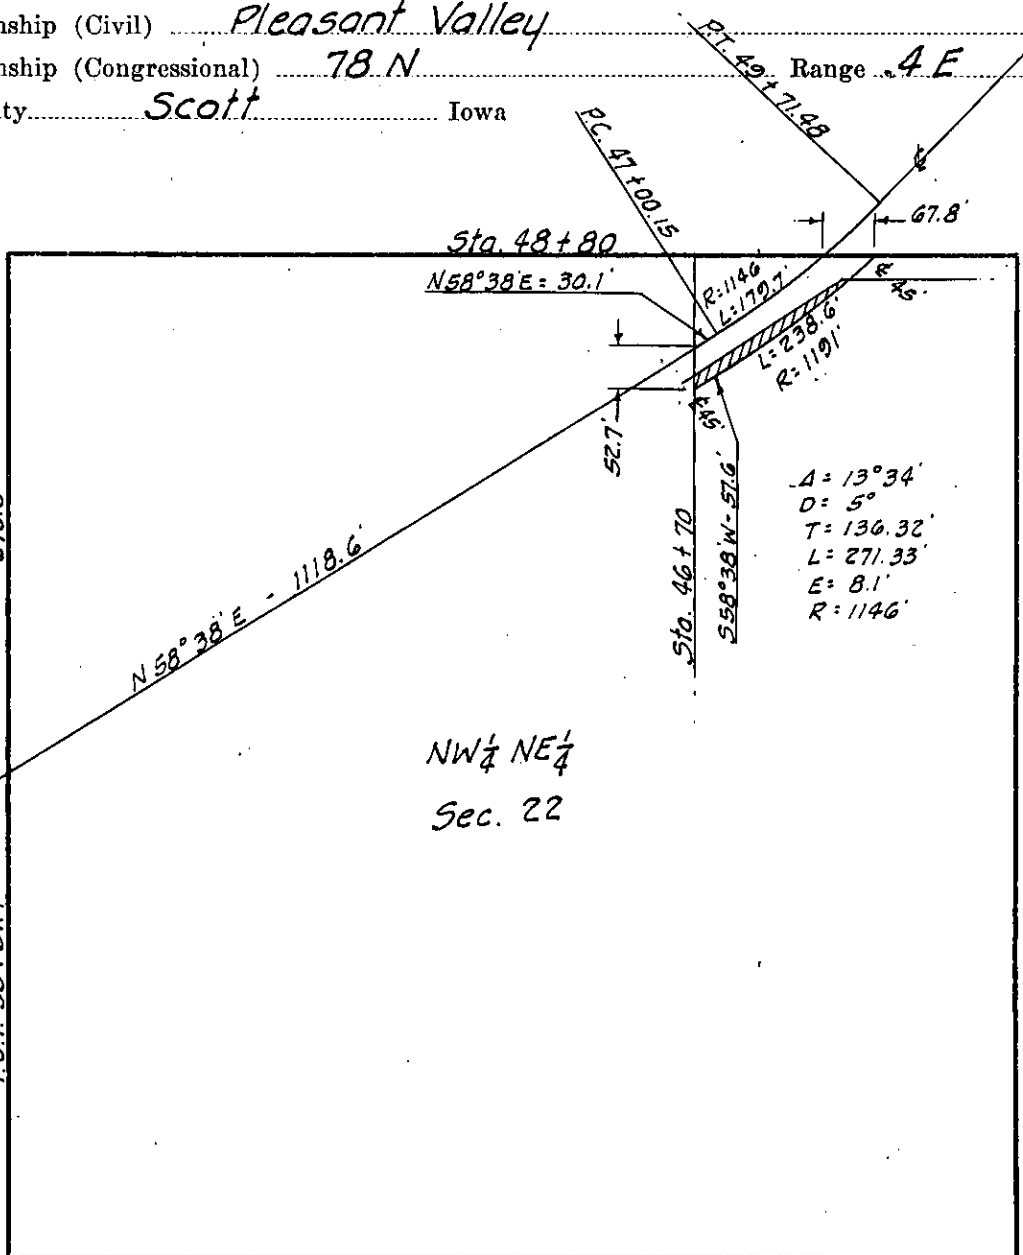 nship (Civil) Pleasant Valley
nship (Congressional) 78 N Range 4 E
ty Scott Iowa
P.T. 49+71.48
P.C. 47+00.15
67.8'
Sta. 48+80
N58°38'E = 30.1'
R=1146'
L=179.7'
45'
L=238.6'
R=1191'
45'
52.7'
S58°38'W - 57.6'
Sta. 46+70
Δ = 13°34'
D = 5°
T = 136.32'
L = 271.33'
E = 8.1'
R = 1146'
N 58°38'E - 1118.6'
NW¼ NE¼
Sec. 22